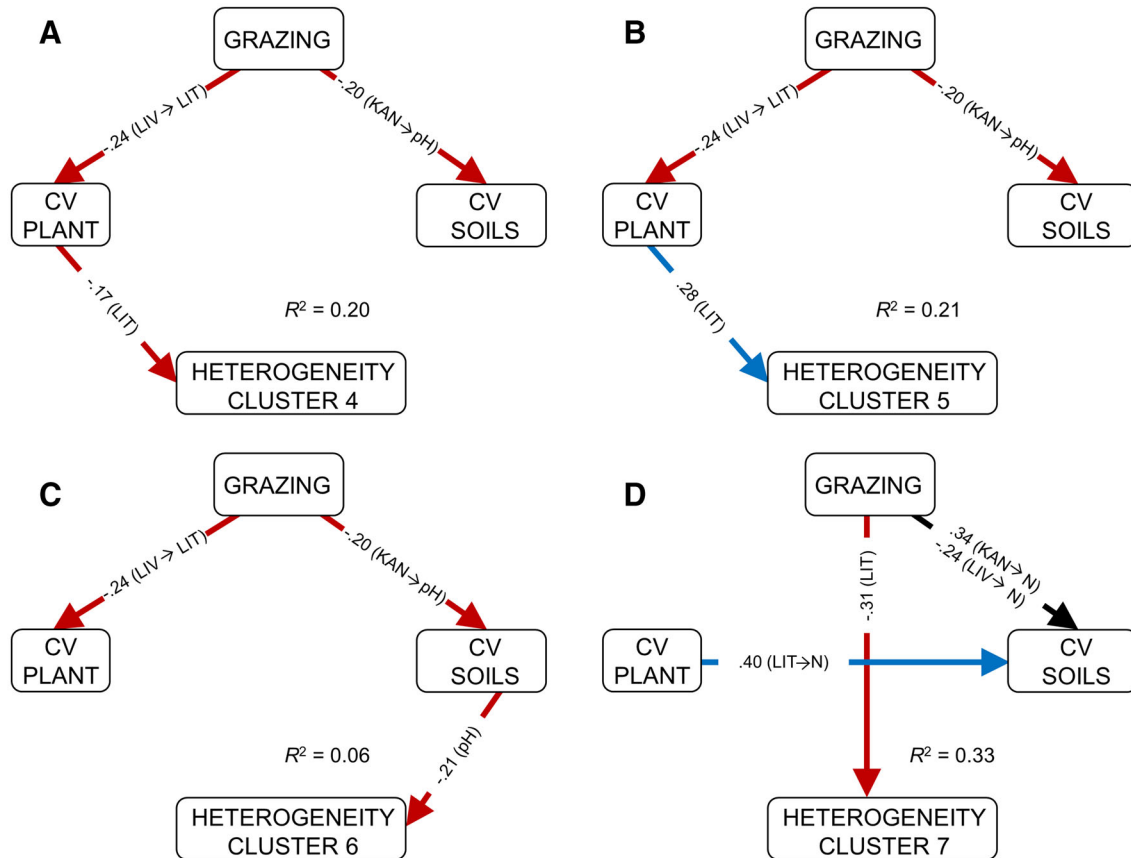 A
GRAZING
-.24 (LIV→ LIT)
-.20 (KAN→pH)
CV
PLANT
CV
SOILS
-.17 (LIT)
R² = 0.20
HETEROGENEITY
CLUSTER 4
B
GRAZING
-.24 (LIV→ LIT)
-.20 (KAN→pH)
CV
PLANT
CV
SOILS
.28 (LIT)
R² = 0.21
HETEROGENEITY
CLUSTER 5
C
GRAZING
-.24 (LIV→ LIT)
-.20 (KAN→pH)
CV
PLANT
CV
SOILS
-.21 (pH)
R² = 0.06
HETEROGENEITY
CLUSTER 6
D
GRAZING
.34 (KAN→ N)
-.24 (LIV→ N)
-.31 (LIT)
CV
PLANT
.40 (LIT→N)
CV
SOILS
R² = 0.33
HETEROGENEITY
CLUSTER 7